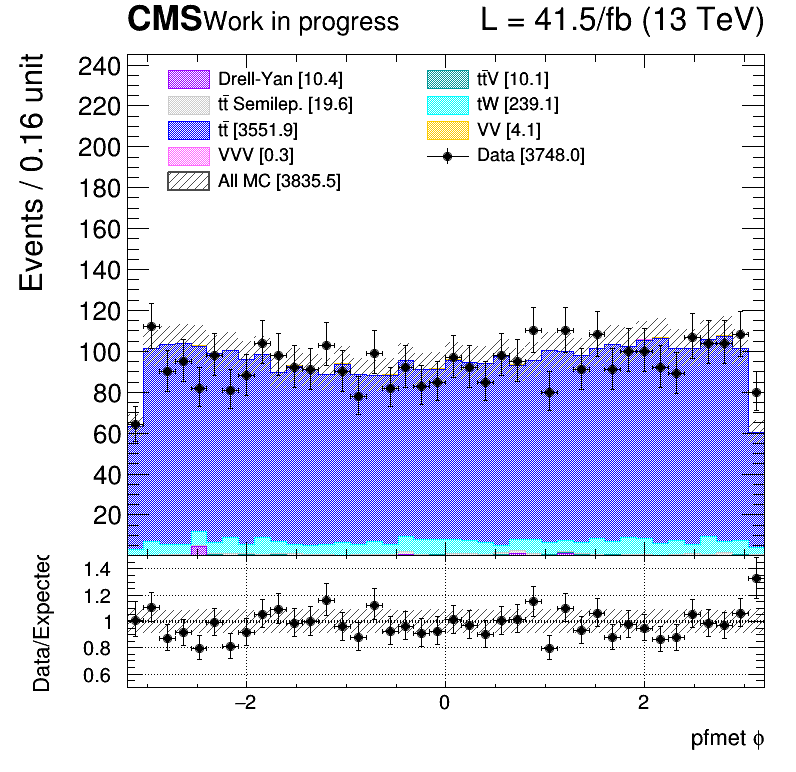 CMS Work in progress L = 41.5/fb (13 TeV)
Events / 0.16 unit
240
220
200
180
160
140
120
100
80
60
40
20
Drell-Yan [10.4]
tt̄ Semilep. [19.6]
tt̄ [3551.9]
VVV [0.3]
All MC [3835.5]
tt̄V [10.1]
tW [239.1]
VV [4.1]
Data [3748.0]
Data/Expected
1.4
1.2
1
0.8
0.6
−2 0 2
pfmet ϕ